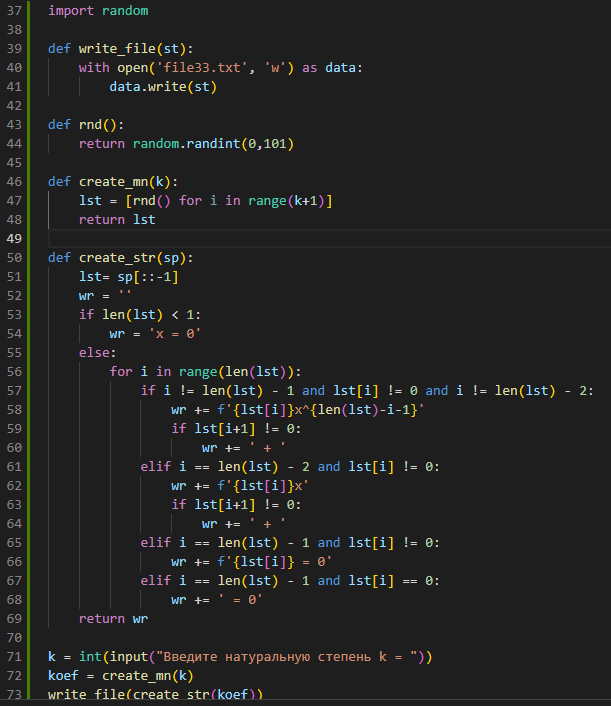 37 import random
38
39 def write_file(st):
40     with open('file33.txt', 'w') as data:
41         data.write(st)
42
43 def rnd():
44     return random.randint(0,101)
45
46 def create_mn(k):
47     lst = [rnd() for i in range(k+1)]
48     return lst
49
50 def create_str(sp):
51     lst= sp[::-1]
52     wr = ''
53     if len(lst) < 1:
54         wr = 'x = 0'
55     else:
56         for i in range(len(lst)):
57             if i != len(lst) - 1 and lst[i] != 0 and i != len(lst) - 2:
58                 wr += f'{lst[i]}x^{len(lst)-i-1}'
59                 if lst[i+1] != 0:
60                     wr += ' + '
61             elif i == len(lst) - 2 and lst[i] != 0:
62                 wr += f'{lst[i]}x'
63                 if lst[i+1] != 0:
64                     wr += ' + '
65             elif i == len(lst) - 1 and lst[i] != 0:
66                 wr += f'{lst[i]} = 0'
67             elif i == len(lst) - 1 and lst[i] == 0:
68                 wr += ' = 0'
69     return wr
70
71 k = int(input("Введите натуральную степень k = "))
72 koef = create_mn(k)
73 write_file(create_str(koef))